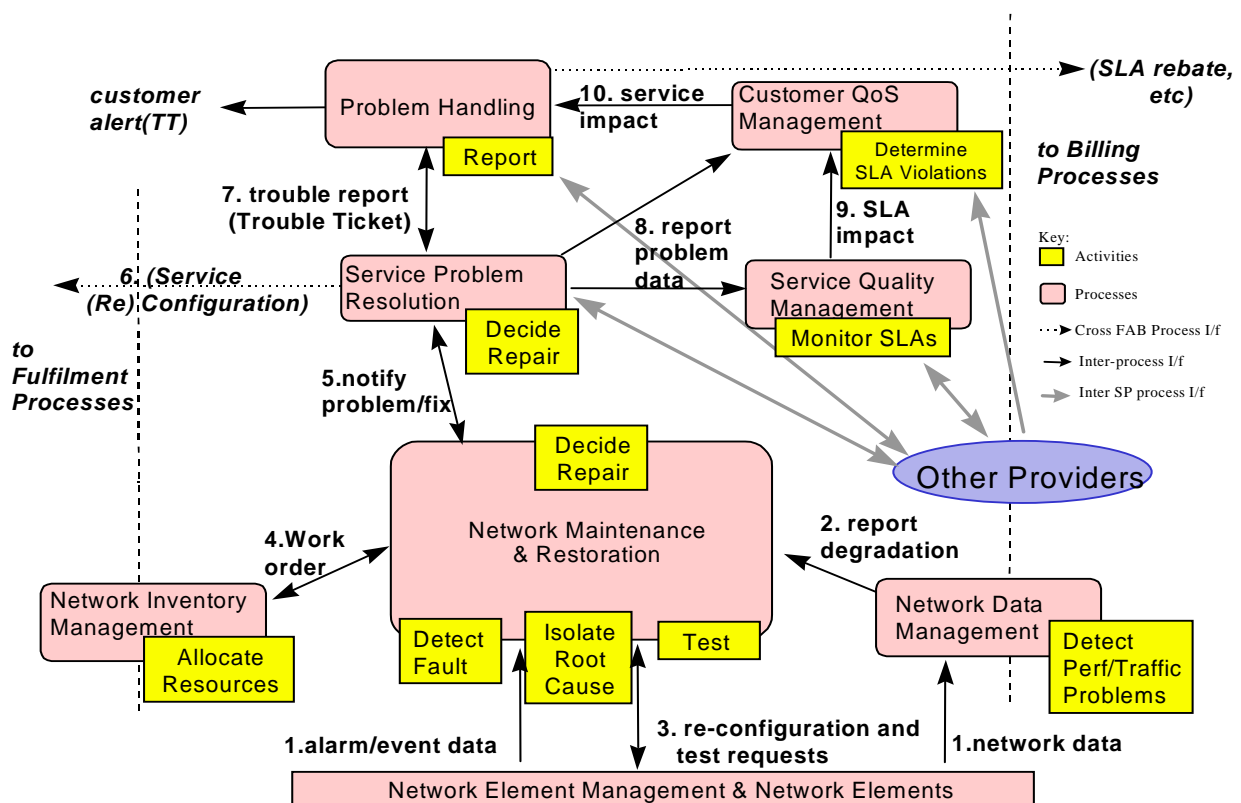 (SLA rebate,
etc)
customer
alert(TT)
Problem Handling
10. service
impact
Customer QoS
Management
Report
Determine
SLA Violations
to Billing
Processes
7. trouble report
(Trouble Ticket)
8. report
problem
data
9. SLA
impact
Key:
Activities
Processes
Cross FAB Process I/f
Inter-process I/f
Inter SP process I/f
6. (Service
(Re) Configuration)
Service Problem
Resolution
Decide
Repair
Service Quality
Management
Monitor SLAs
to
Fulfilment
Processes
5.notify
problem/fix
Decide
Repair
Other Providers
Network Maintenance
& Restoration
4.Work
order
2. report
degradation
Network Inventory
Management
Allocate
Resources
Detect
Fault
Isolate
Root
Cause
Test
Network Data
Management
Detect
Perf/Traffic
Problems
1.alarm/event data
3. re-configuration and
test requests
1.network data
Network Element Management & Network Elements